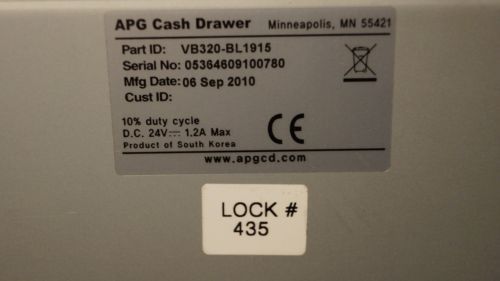 APG Cash Drawer Minneapolis, MN 55421
Part ID: VB320-BL1915
Serial No: 05364609100780
Mfg Date: 06 Sep 2010
Cust ID:
10% duty cycle
D.C. 24V⎓ 1.2A Max
Product of South Korea
CE
www.apgcd.com
LOCK #
435